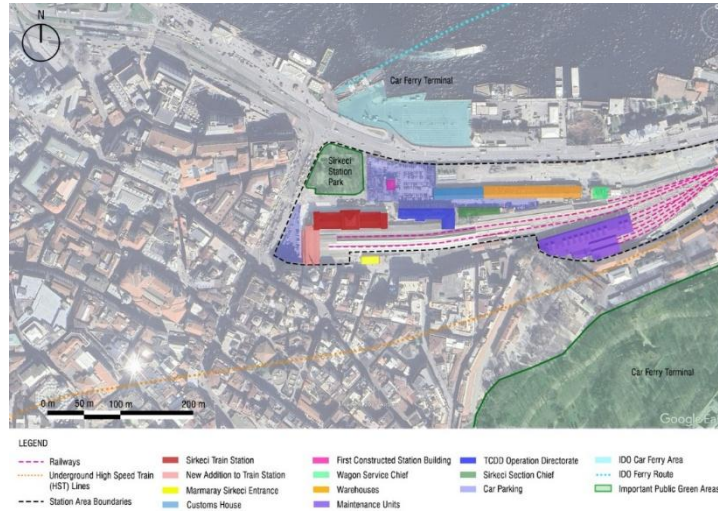 N
Car Ferry Terminal
Sirkeci
Station
Park
Car Ferry Terminal
0 m 50 m 100 m 200 m
LEGEND
Railways
Underground High Speed Train
(HST) Lines
Station Area Boundaries
Sirkeci Train Station
New Addition to Train Station
Marmaray Sirkeci Entrance
Customs House
First Constructed Station Building
Wagon Service Chief
Warehouses
Maintenance Units
TCDD Operation Directorate
Sirkeci Section Chief
Car Parking
IDO Car Ferry Area
IDO Ferry Route
Important Public Green Areas